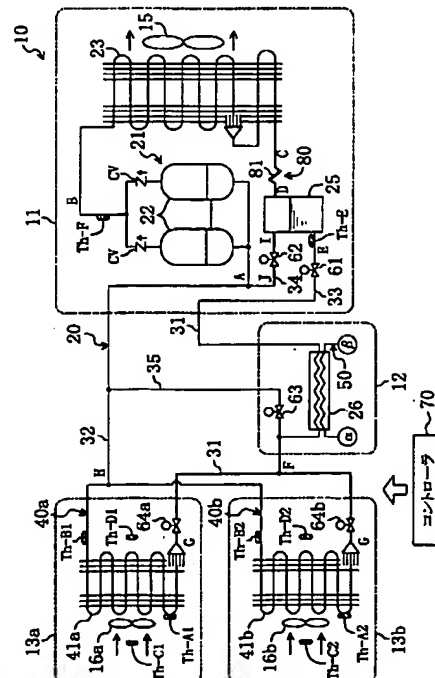 10
11
15
23
21
CV
CV
22
B
Th-F
C
81
80
D
25
I
J
62
34
A
E
Th-E
61
33
31
20
35
32
63
12
26
50
α
β
F
H
31
70
コントローラ
40a
Th-B1
Th-D1
64a
G
41a
16a
Th-C1
Th-A1
13a
40b
Th-B2
Th-D2
64b
G
41b
16b
Th-C2
Th-A2
13b